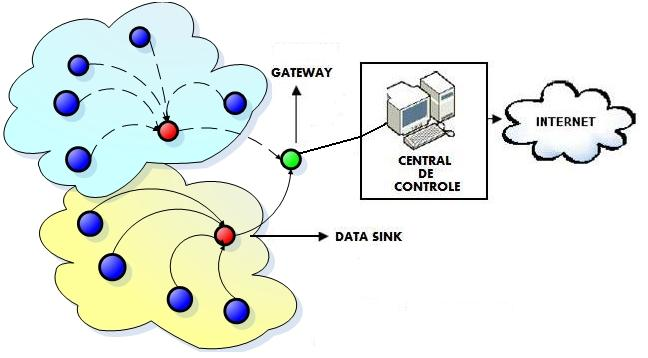 GATEWAY
CENTRAL
DE
CONTROLE
INTERNET
DATA SINK